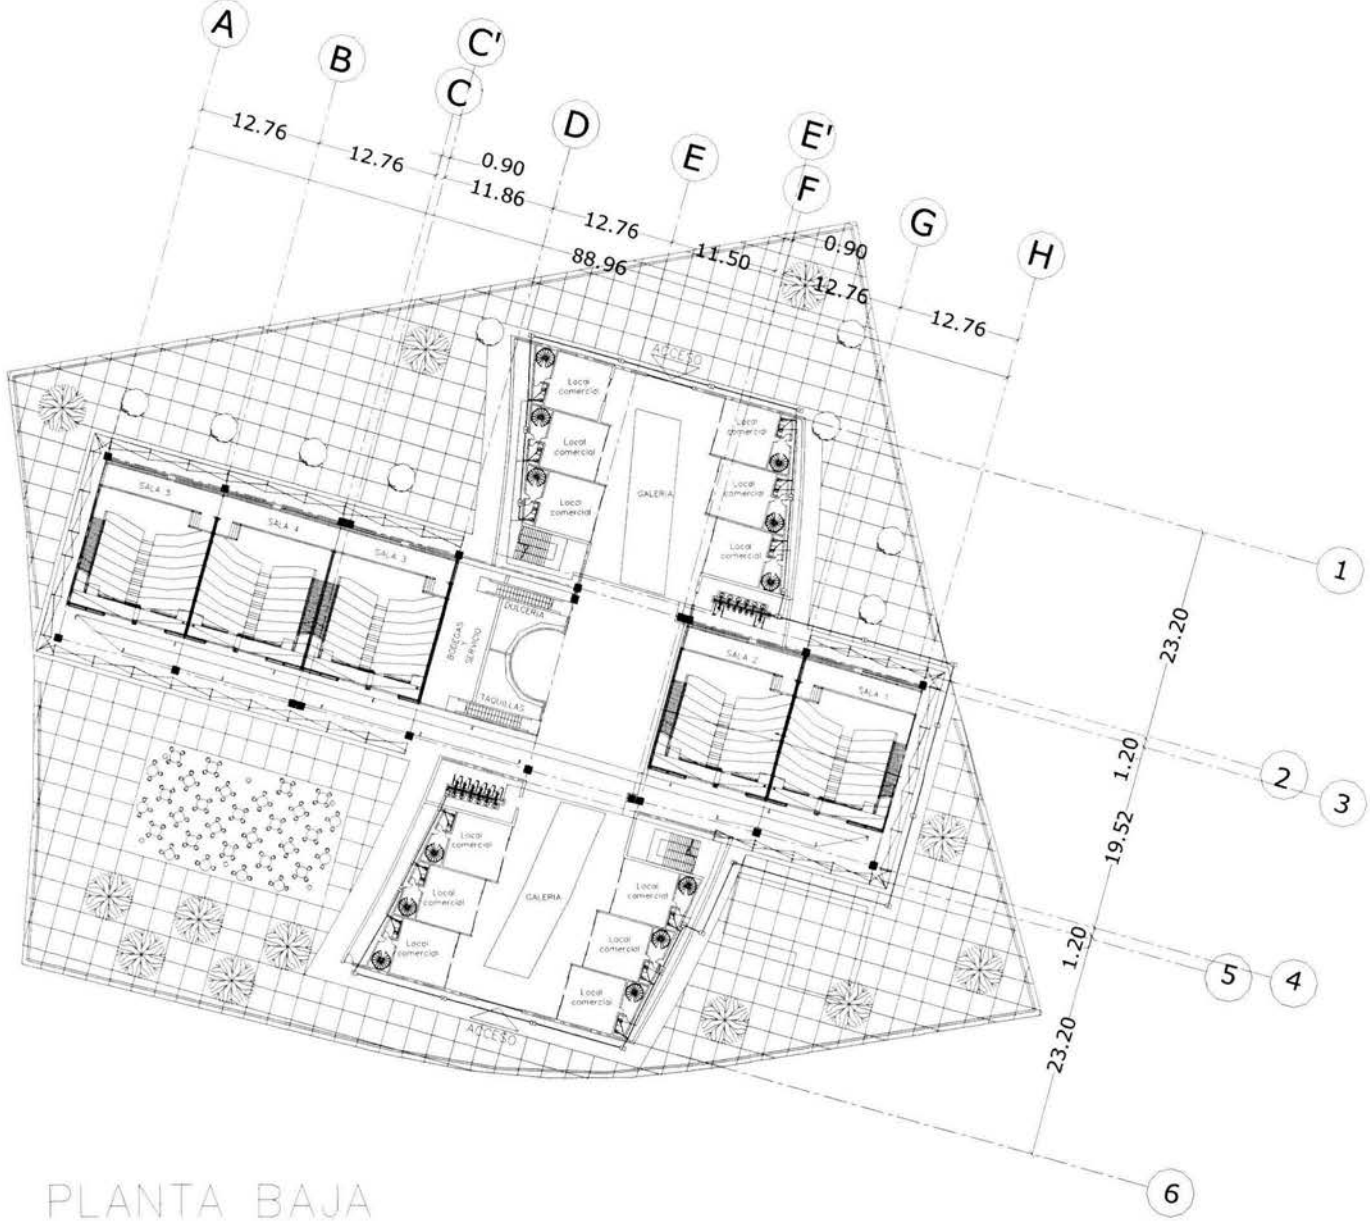 A
B
C'
C
D
E
E'
F
G
H
12.76
12.76
0.90
11.86
12.76
88.96
11.50
0.90
12.76
12.76
ACCESO
Local
comercial
Local
comercial
Local
comercial
GALERIA
Local
comercial
Local
comercial
Local
comercial
SALA 5
SALA 4
SALA 3
DULCERIA
BODEGAS
Y
SERVICIO
TAQUILLAS
SALA 2
SALA 1
1
23.20
2
1.20
3
19.52
4
1.20
5
23.20
6
Local
comercial
Local
comercial
Local
comercial
GALERIA
Local
comercial
Local
comercial
Local
comercial
ACCESO
PLANTA BAJA